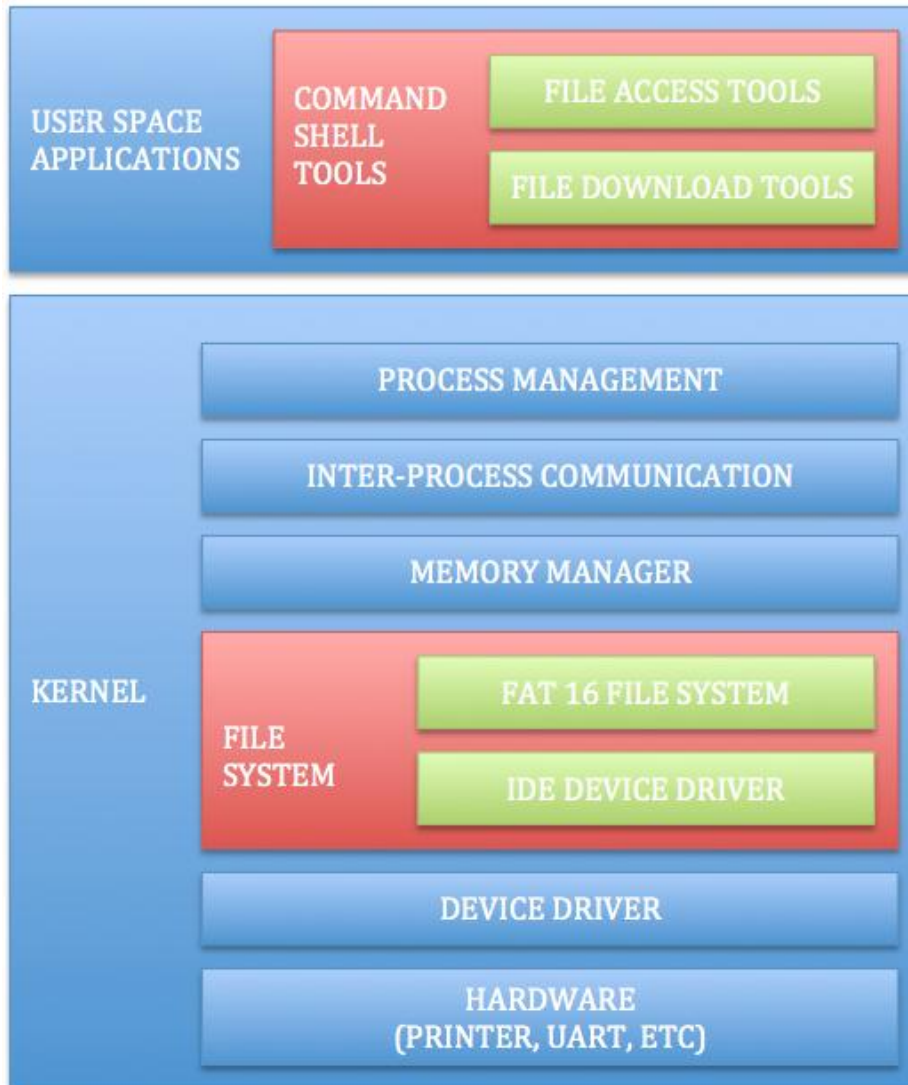 USER SPACE
APPLICATIONS
COMMAND
SHELL
TOOLS
FILE ACCESS TOOLS
FILE DOWNLOAD TOOLS
KERNEL
PROCESS MANAGEMENT
INTER-PROCESS COMMUNICATION
MEMORY MANAGER
FILE
SYSTEM
FAT 16 FILE SYSTEM
IDE DEVICE DRIVER
DEVICE DRIVER
HARDWARE
(PRINTER, UART, ETC)